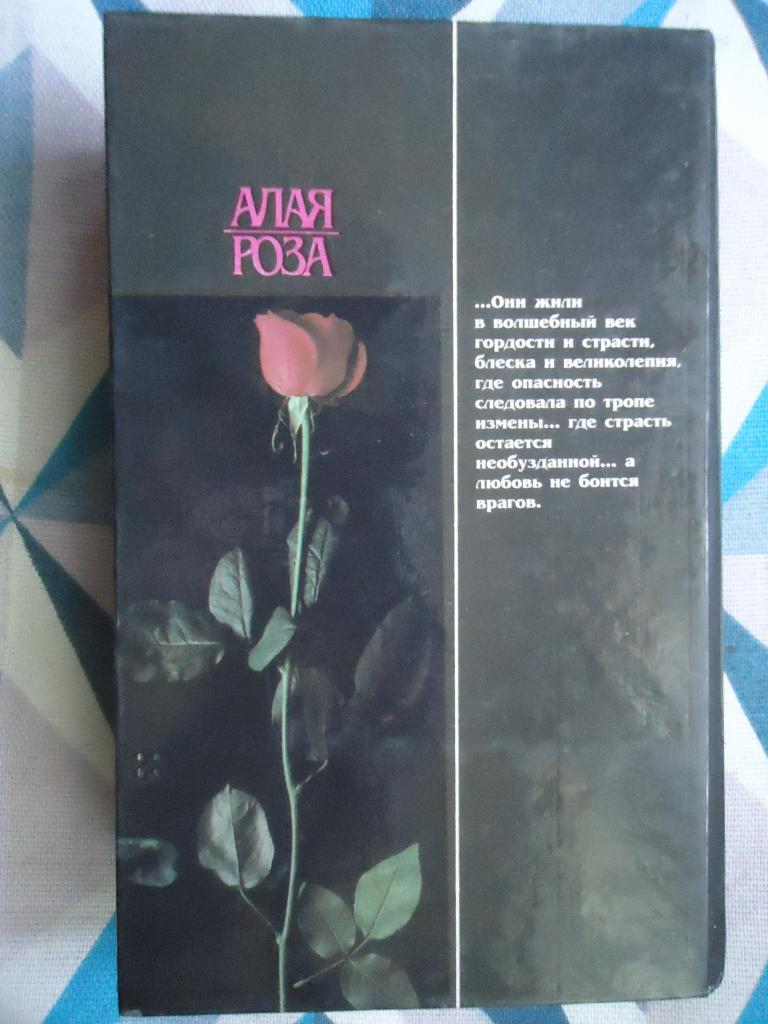 АЛАЯ
РОЗА
...Они жили
в волшебный век
гордости и страсти,
блеска и великолепия,
где опасность
следовала по тропе
измены... где страсть
остается
необузданной... а
любовь не боится
врагов.